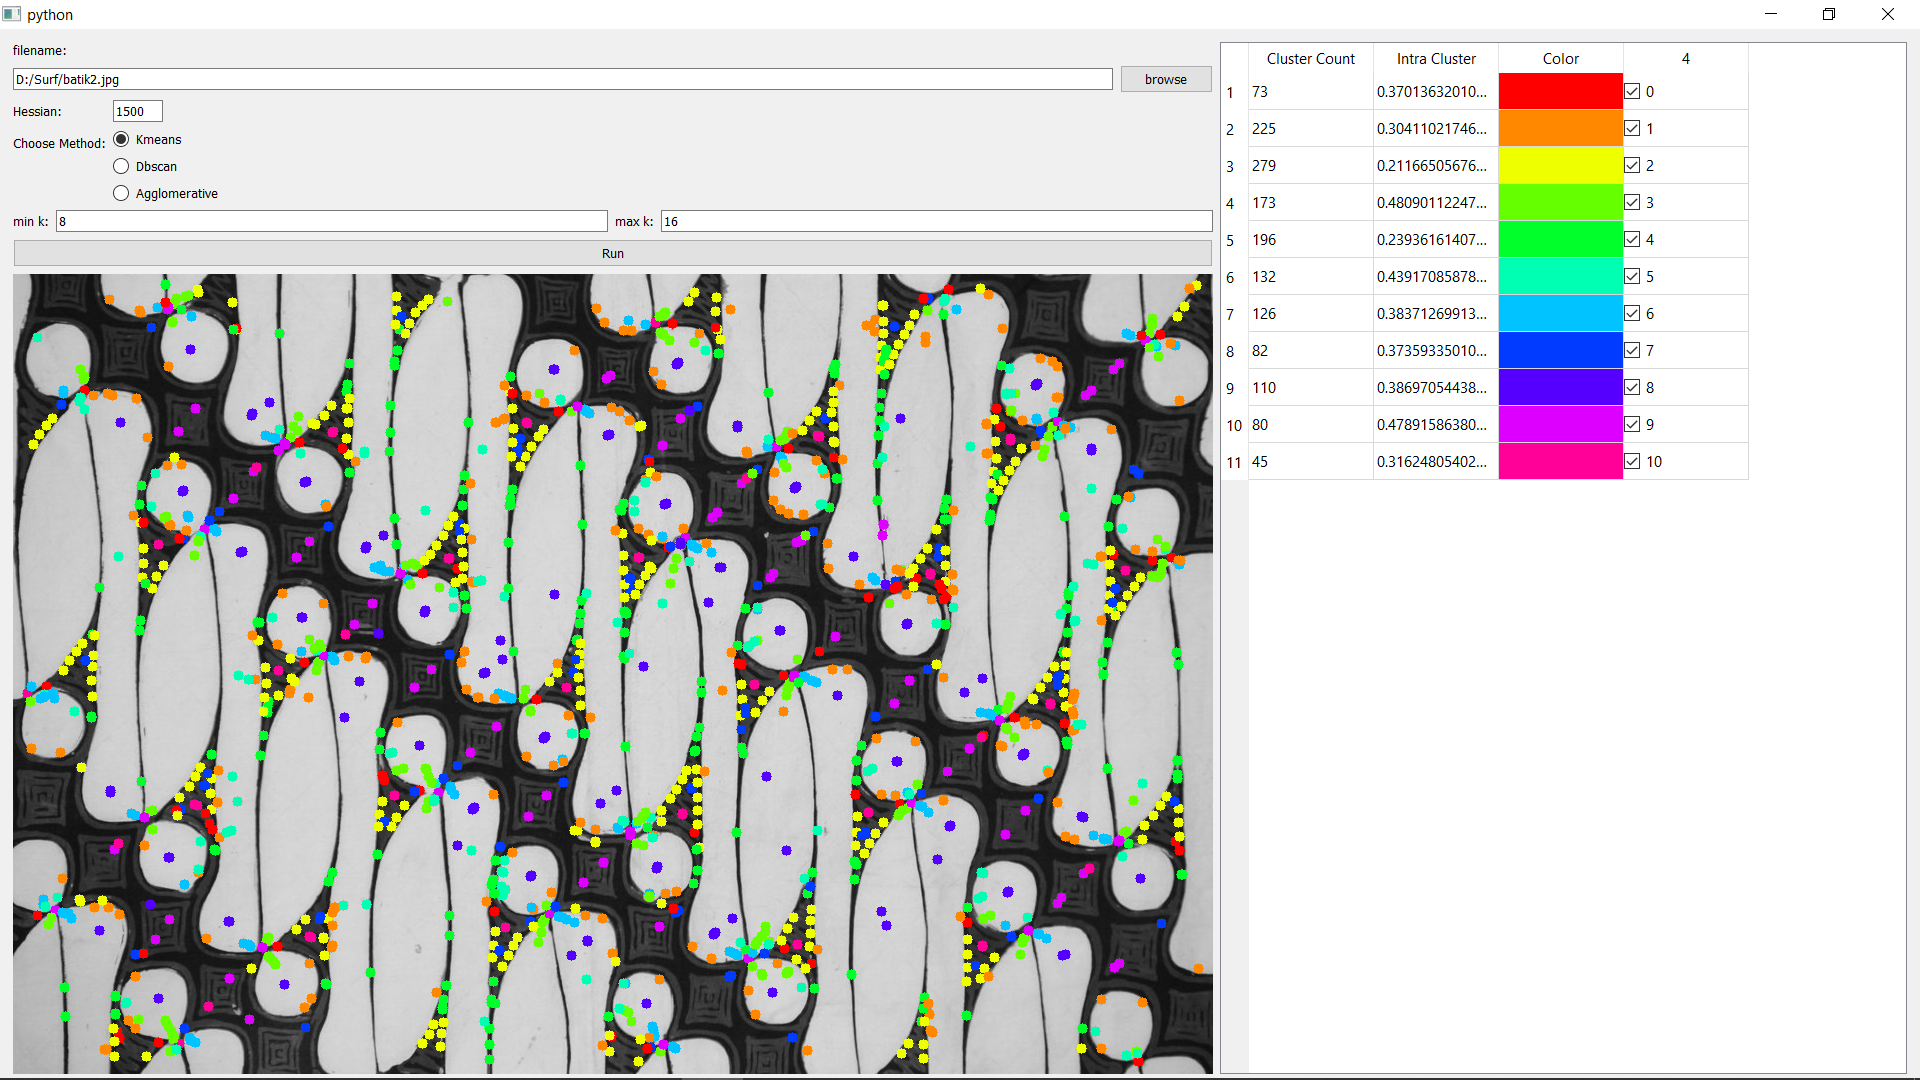 python
filename:
D:/Surf/batik2.jpg browse
Hessian: 1500
Choose Method: Kmeans
Dbscan
Agglomerative
min k: 8 max k: 16
Run
Cluster Count Intra Cluster Color 4
1 73 0.37013632010... 0
2 225 0.30411021746... 1
3 279 0.21166505676... 2
4 173 0.48090112247... 3
5 196 0.23936161407... 4
6 132 0.43917085878... 5
7 126 0.38371269913... 6
8 82 0.37359335010... 7
9 110 0.38697054438... 8
10 80 0.47891586380... 9
11 45 0.31624805402... 10